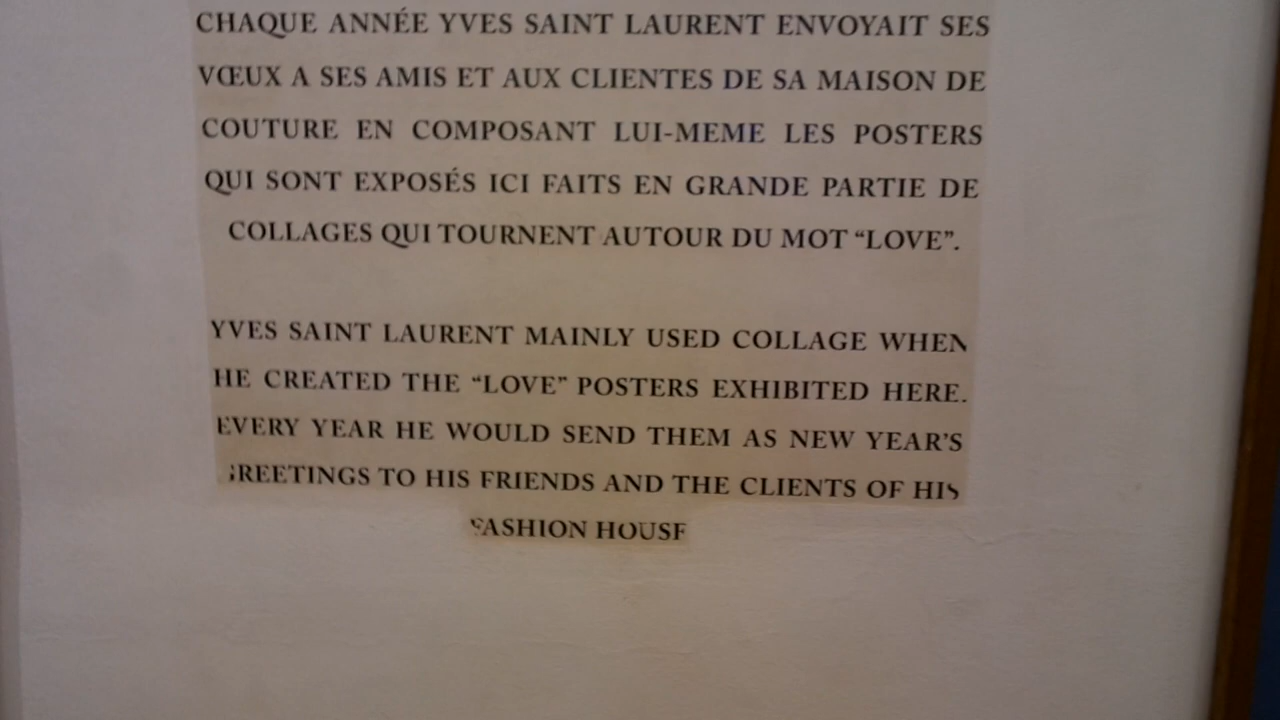 CHAQUE ANNÉE YVES SAINT LAURENT ENVOYAIT SES
VŒUX A SES AMIS ET AUX CLIENTES DE SA MAISON DE
COUTURE EN COMPOSANT LUI-MEME LES POSTERS
QUI SONT EXPOSÉS ICI FAITS EN GRANDE PARTIE DE
COLLAGES QUI TOURNENT AUTOUR DU MOT “LOVE”.
YVES SAINT LAURENT MAINLY USED COLLAGE WHEN
HE CREATED THE “LOVE” POSTERS EXHIBITED HERE.
EVERY YEAR HE WOULD SEND THEM AS NEW YEAR'S
GREETINGS TO HIS FRIENDS AND THE CLIENTS OF HIS
FASHION HOUSE